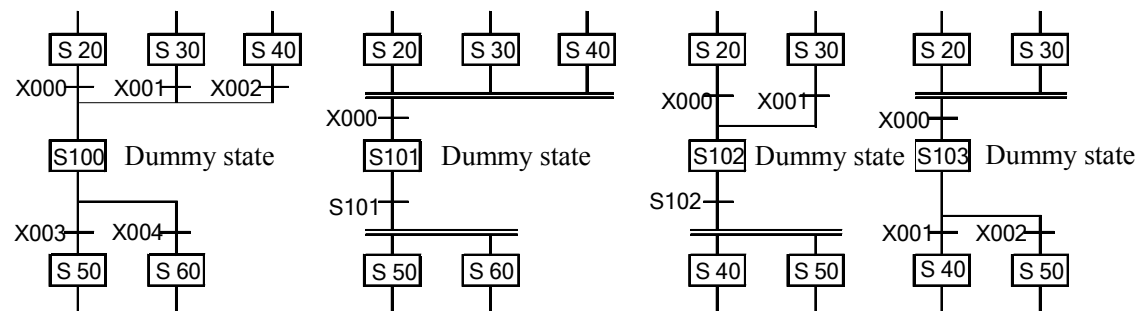 S 20 S 30 S 40 S 20 S 30 S 40 S 20 S 30 S 20 S 30
X000 X001 X002 X000 X001
X000 X000
S100 Dummy state S101 Dummy state S102 Dummy state S103 Dummy state
S101 S102
X003 X004 X001 X002
S 50 S 60 S 50 S 60 S 40 S 50 S 40 S 50